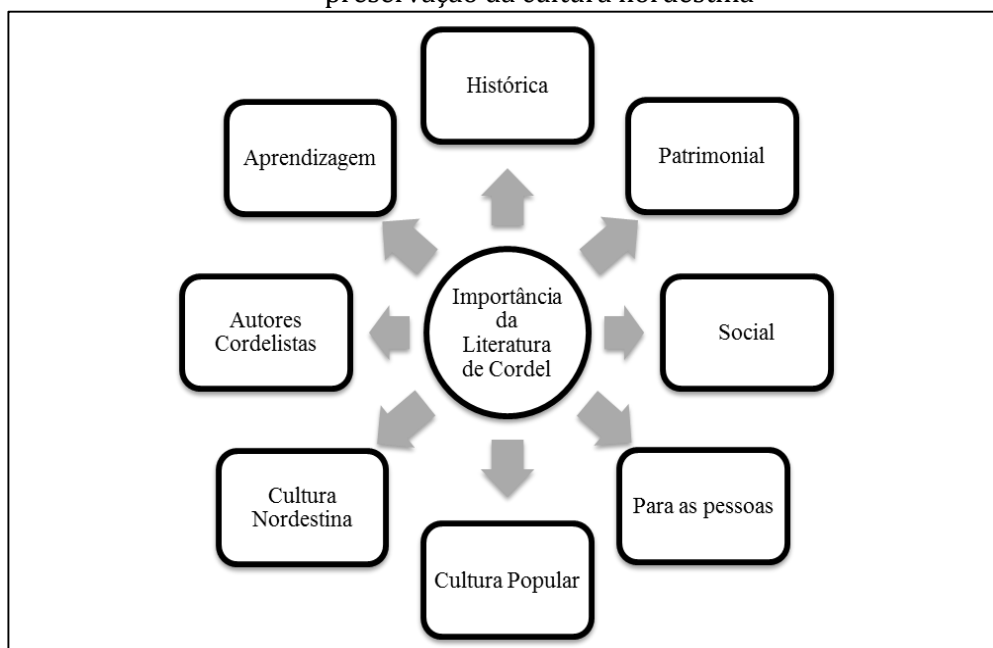 preservação da cultura nordestina
Histórica
Aprendizagem
Patrimonial
Importância
da
Literatura
de Cordel
Autores
Cordelistas
Social
Cultura
Nordestina
Para as pessoas
Cultura Popular